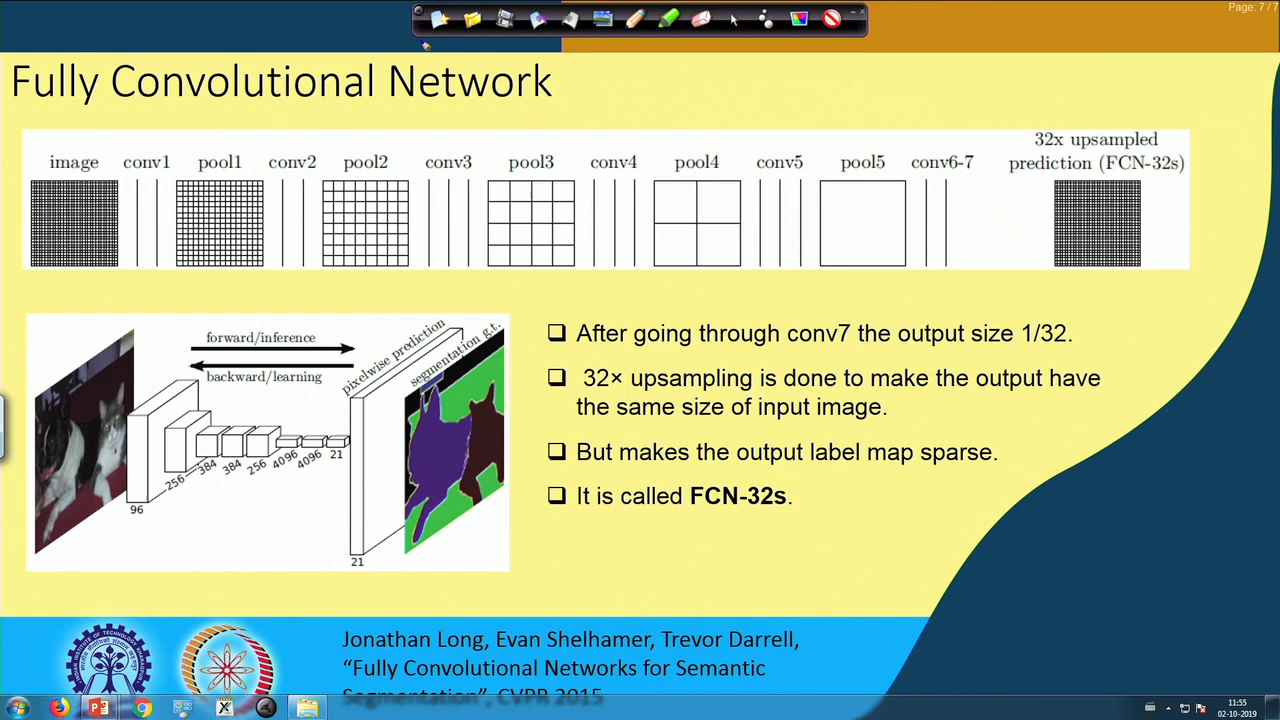 Page: 7 / 7
Fully Convolutional Network
image conv1 pool1 conv2 pool2 conv3 pool3 conv4 pool4 conv5 pool5 conv6-7 32x upsampled prediction (FCN-32s)
forward/inference
backward/learning
pixelwise prediction
segmentation g.t.
96
256
384
384
256
4096
4096
21
21
❑ After going through conv7 the output size 1/32.
❑ 32× upsampling is done to make the output have
the same size of input image.
❑ But makes the output label map sparse.
❑ It is called FCN-32s.
Jonathan Long, Evan Shelhamer, Trevor Darrell,
“Fully Convolutional Networks for Semantic
Segmentation”, CVPR 2015
11:55
02-10-2019